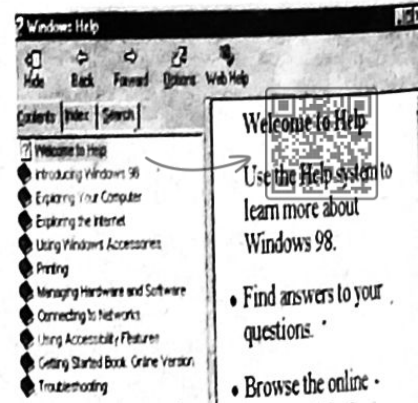 Windows Help
Hide Back Forward Options Web Help
Contents Index Search
Welcome to Help
Introducing Windows 98
Exploring Your Computer
Exploring the Internet
Using Windows Accessories
Printing
Managing Hardware and Software
Connecting to Networks
Using Accessibility Features
Getting Started Book: Online Version
Troubleshooting
Welcome to Help
Use the Help system to
learn more about
Windows 98.
• Find answers to your
questions.
• Browse the online